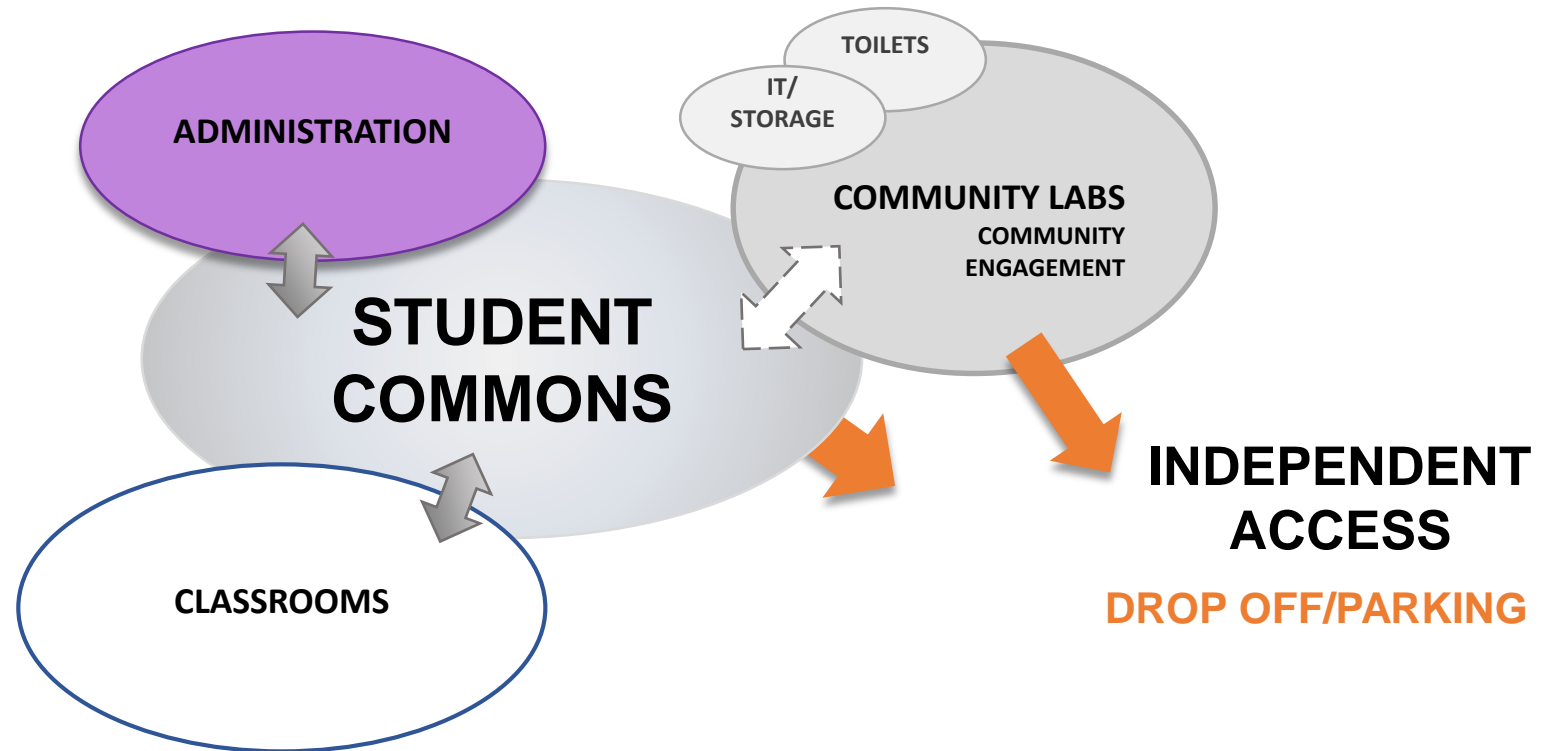 TOILETS
IT/
STORAGE
ADMINISTRATION
COMMUNITY LABS
COMMUNITY
ENGAGEMENT
STUDENT
COMMONS
INDEPENDENT
ACCESS
DROP OFF/PARKING
CLASSROOMS